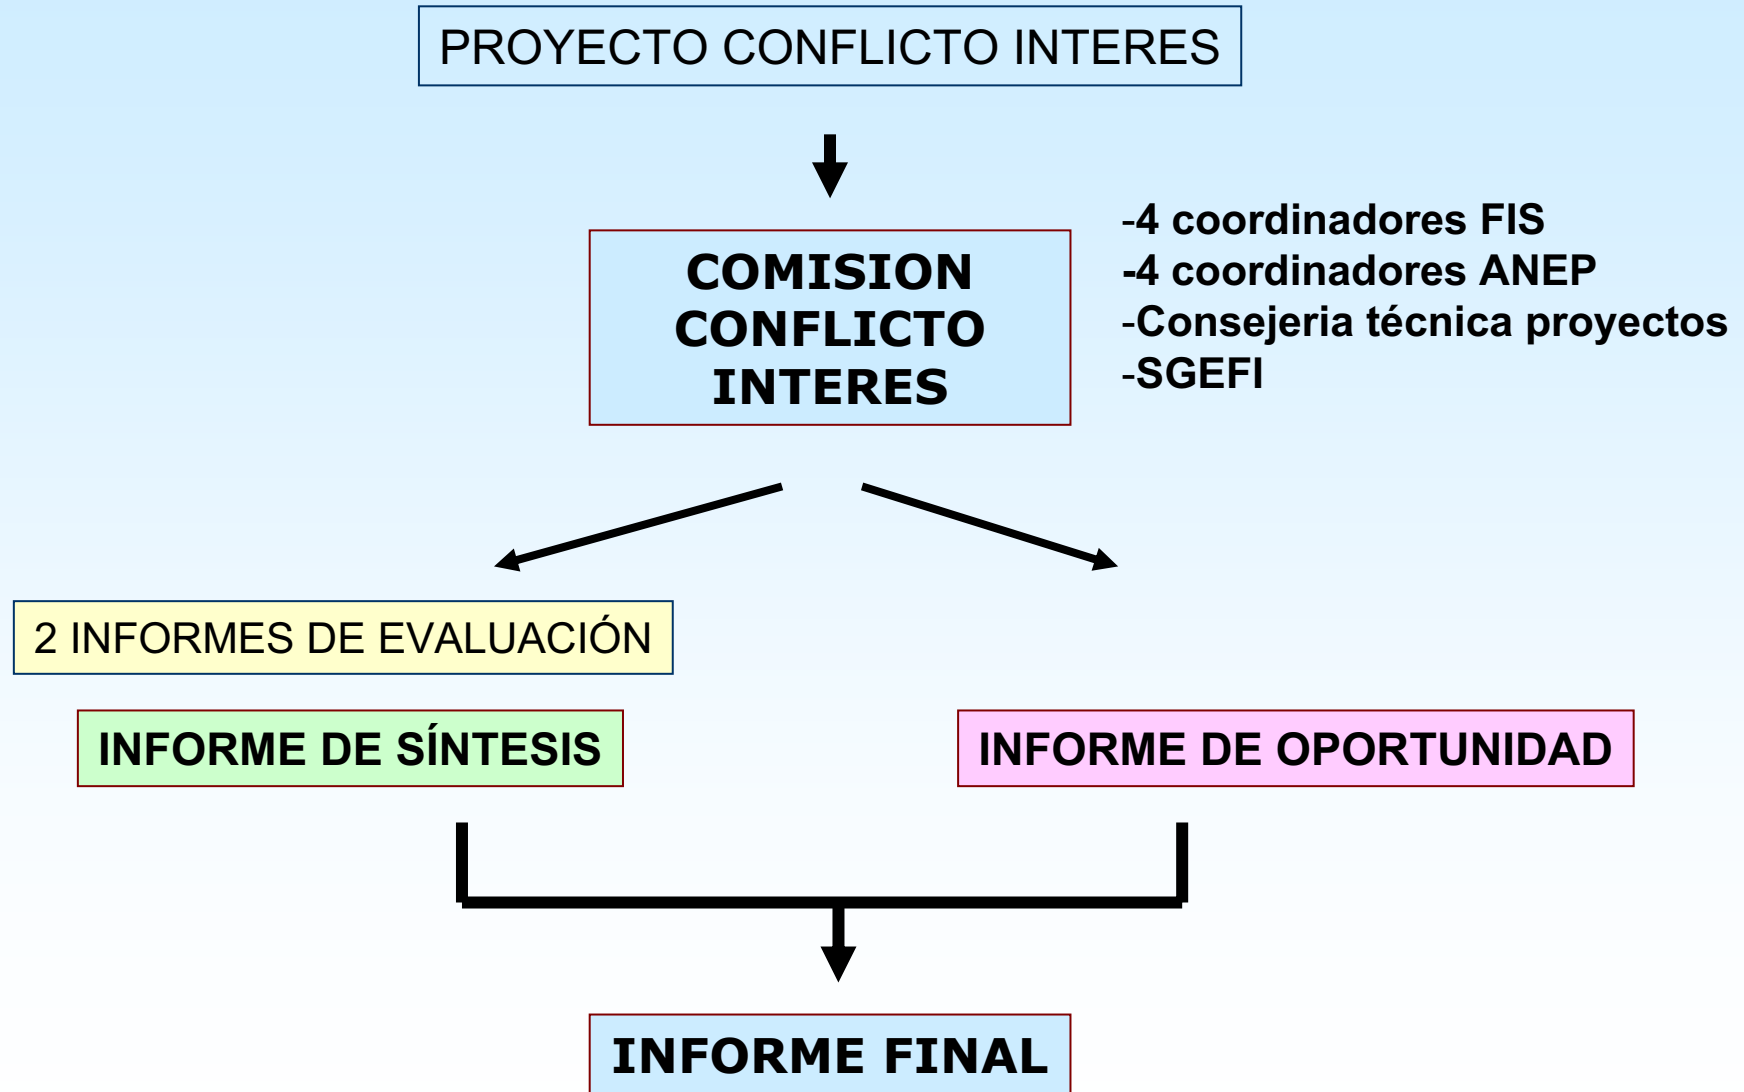 PROYECTO CONFLICTO INTERES
COMISION
CONFLICTO
INTERES
-4 coordinadores FIS
-4 coordinadores ANEP
-Consejeria técnica proyectos
-SGEFI
2 INFORMES DE EVALUACIÓN
INFORME DE SÍNTESIS
INFORME DE OPORTUNIDAD
INFORME FINAL